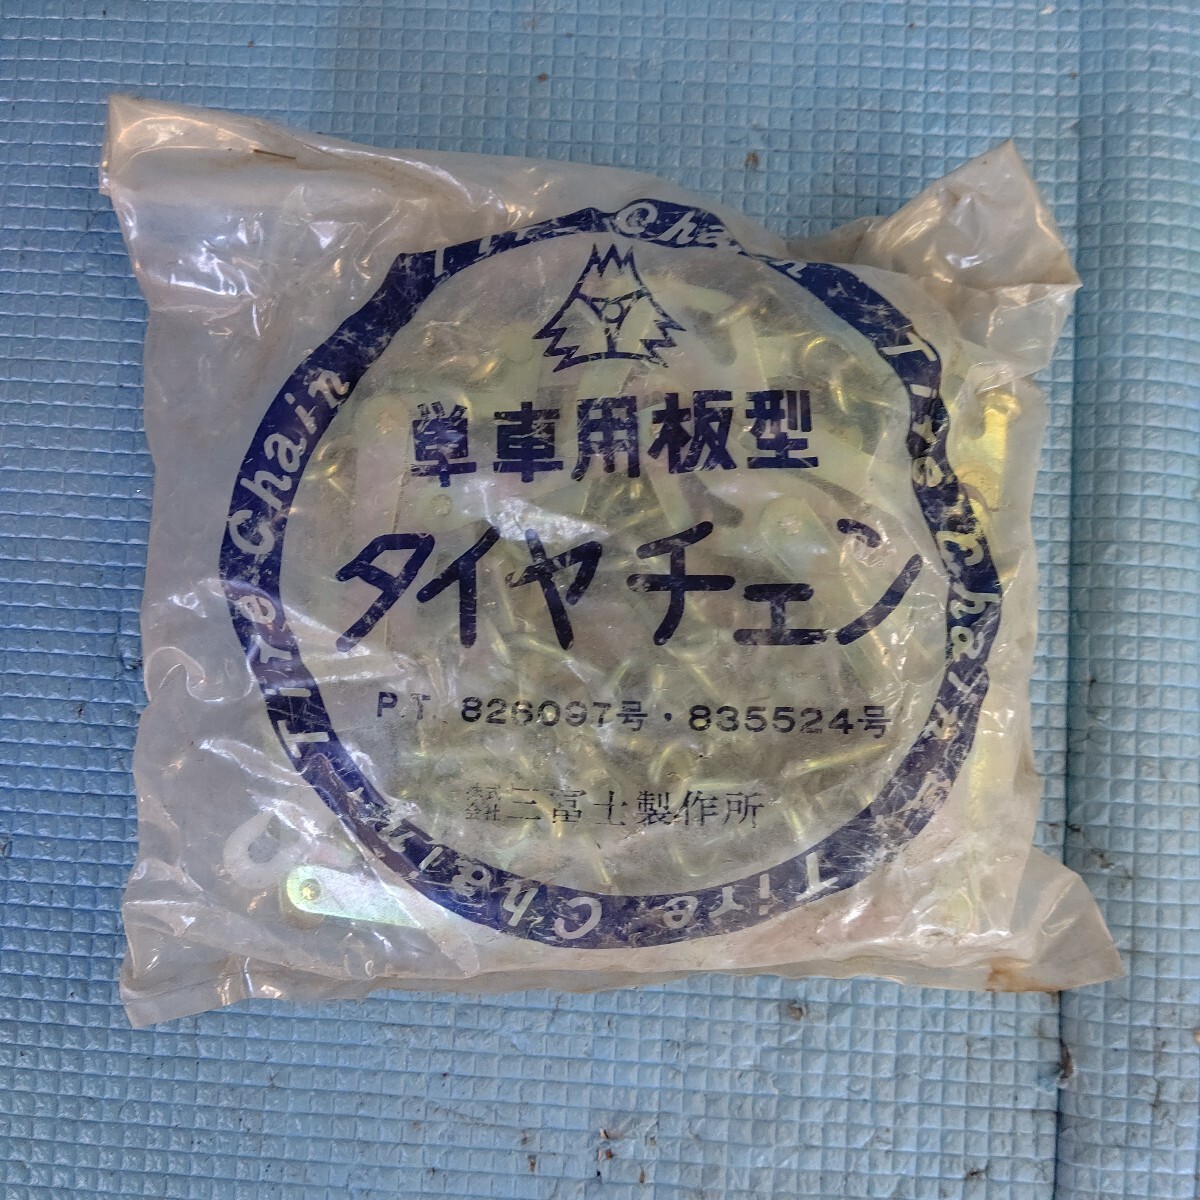 Tire Chain Tire Chain Tire Chain Tire Chain
単車用板型
タイヤチェン
P.T. 826097号・835524号
株式会社三富士製作所